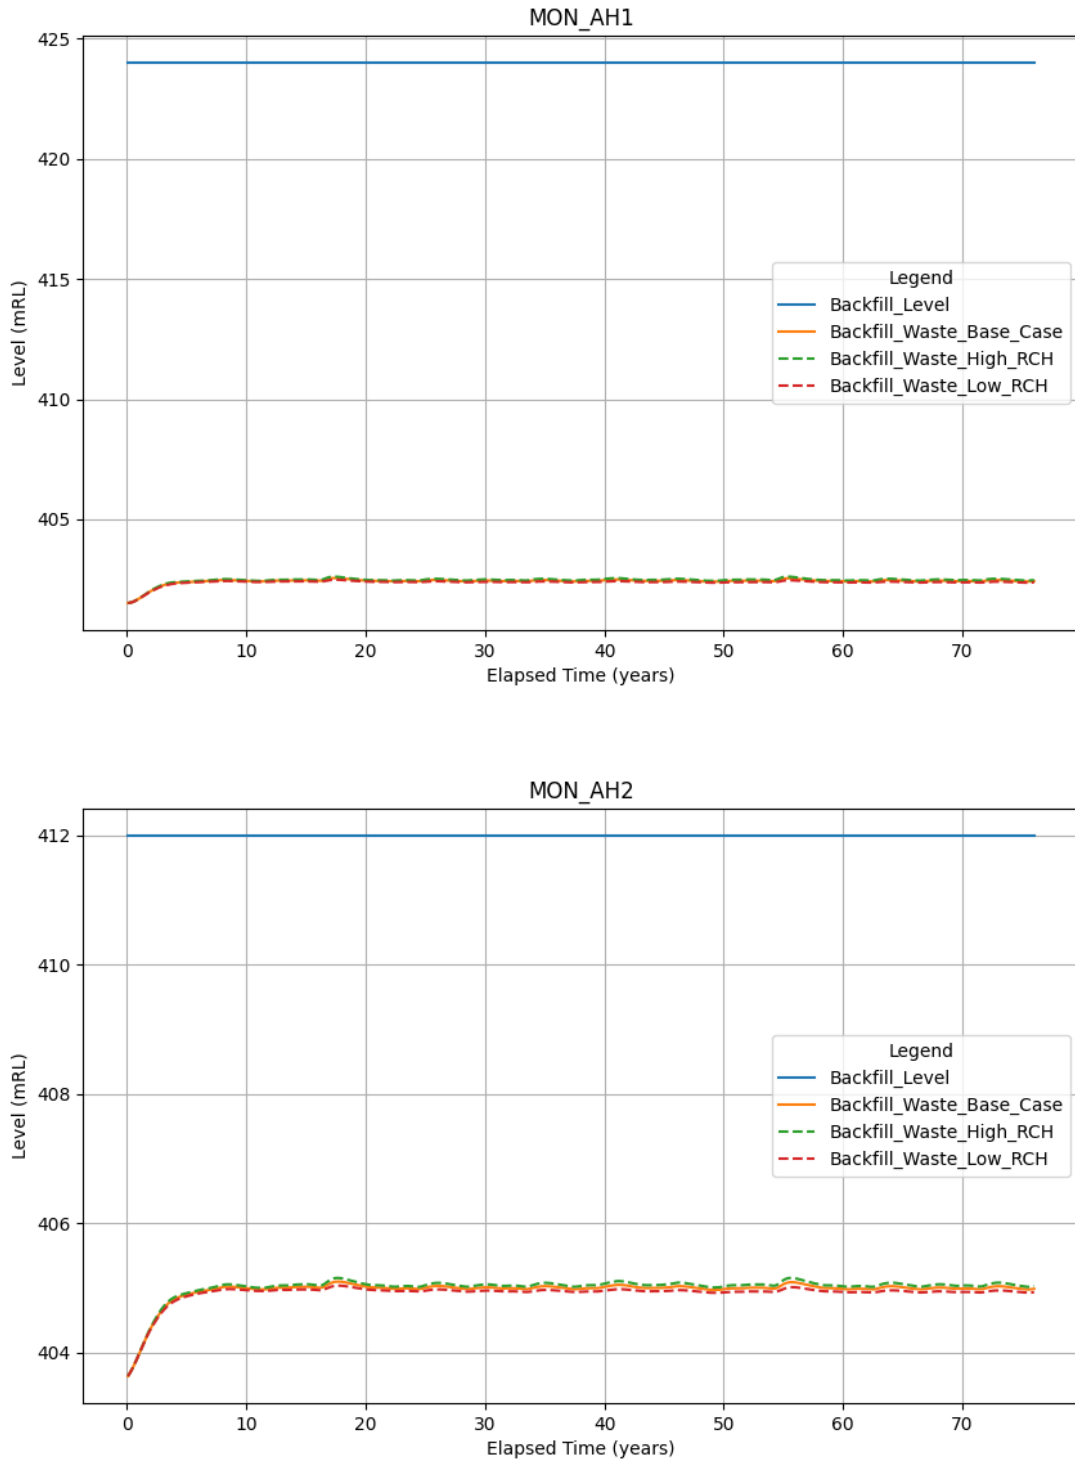 MON_AH1
425
420
415
410
405
Level (mRL)
Legend
Backfill_Level
Backfill_Waste_Base_Case
Backfill_Waste_High_RCH
Backfill_Waste_Low_RCH
0 10 20 30 40 50 60 70
Elapsed Time (years)
MON_AH2
412
410
408
406
404
Level (mRL)
Legend
Backfill_Level
Backfill_Waste_Base_Case
Backfill_Waste_High_RCH
Backfill_Waste_Low_RCH
0 10 20 30 40 50 60 70
Elapsed Time (years)